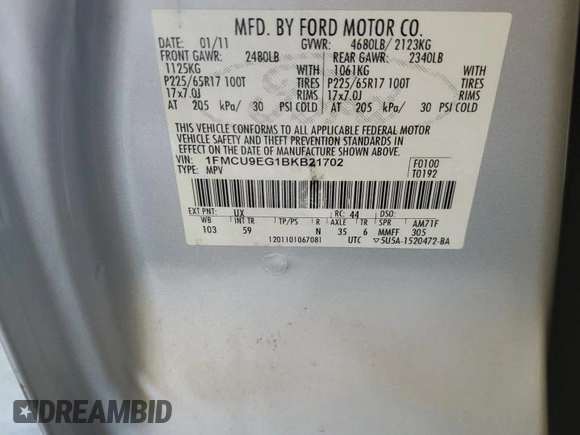 MFD. BY FORD MOTOR CO.
DATE: 01/11 GVWR: 4680LB/ 2123KG
FRONT GAWR: 2480LB REAR GAWR: 2340LB
1125KG WITH 1061KG WITH
P225/65R17 100T TIRES P225/65R17 100T TIRES
17x7.0J RIMS 17x7.0J RIMS
AT 205 kPa/ 30 PSI COLD AT 205 kPa/ 30 PSI COLD
THIS VEHICLE CONFORMS TO ALL APPLICABLE FEDERAL MOTOR
VEHICLE SAFETY AND THEFT PREVENTION STANDARDS IN
EFFECT ON THE DATE OF MANUFACTURE SHOWN ABOVE.
VIN: 1FMCU9EG1BKB21702 F0100
TYPE: MPV T0192
EXT PNT: UX RC: 44 DSO: AM71F
WB INT TR TP/PS R AXLE TR SPR MMFF
103 59 N 35 6 305
1201101067081 UTC ▽5U5A-1520472-BA
DREAMBID